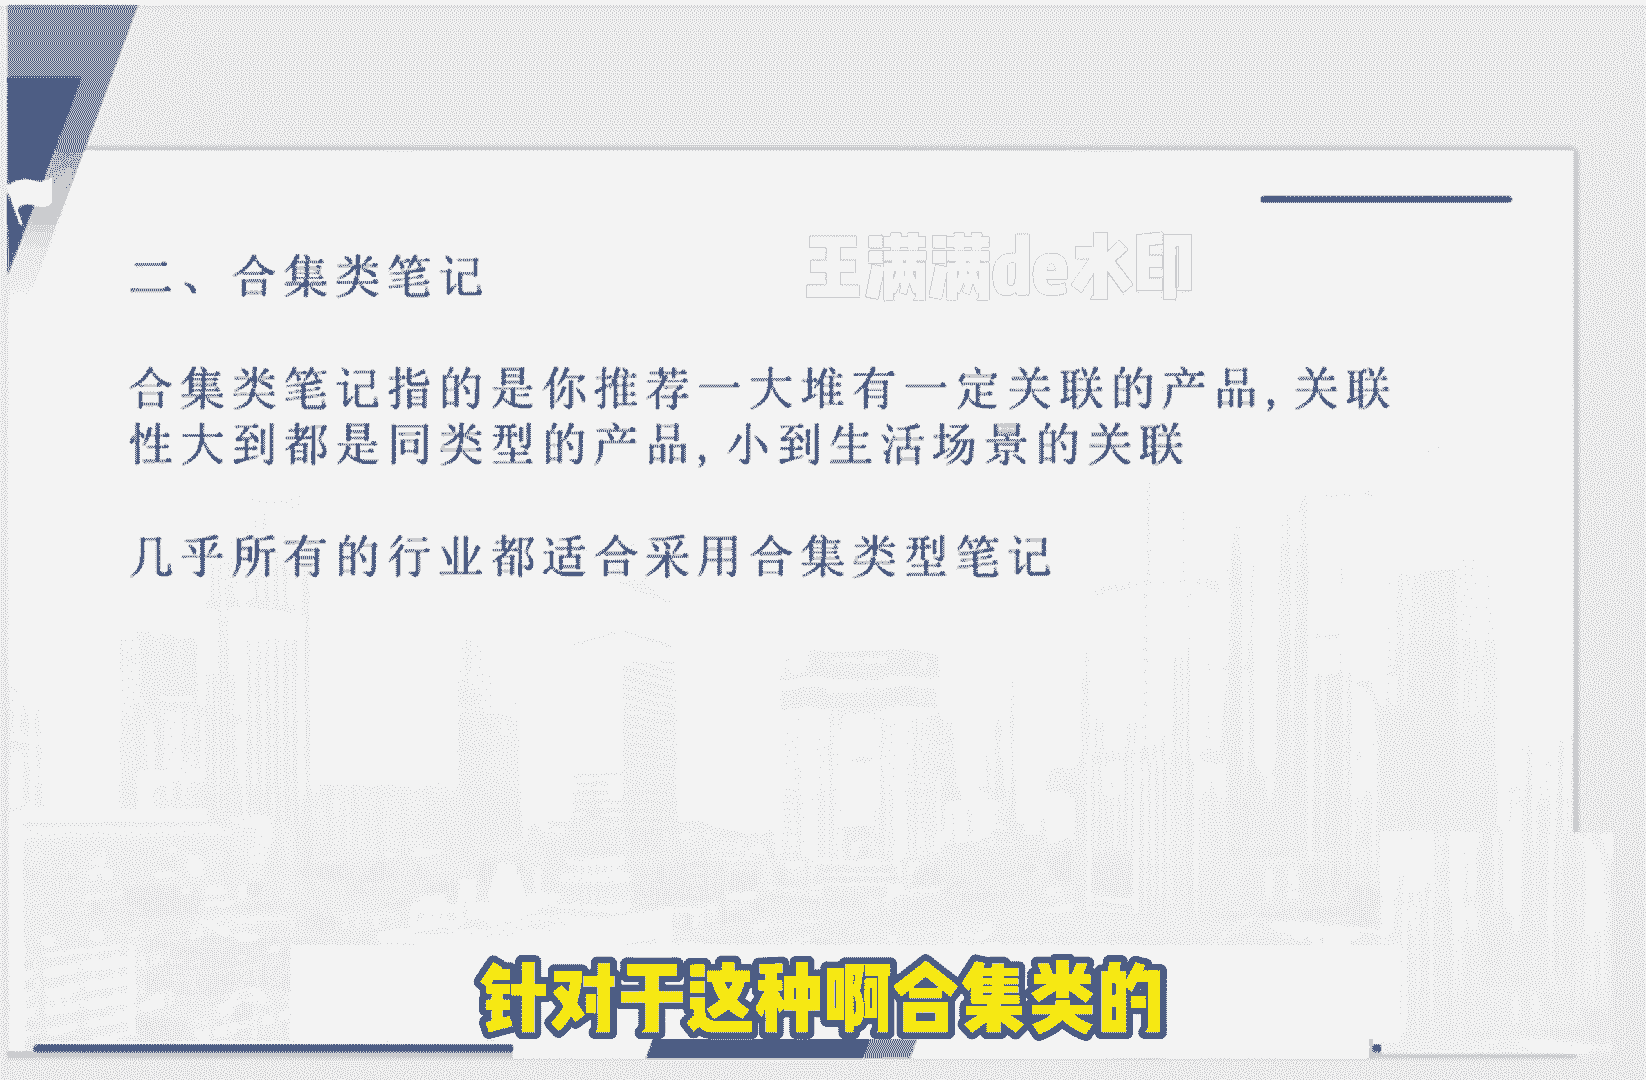 王满满de水印
二、合集类笔记
合集类笔记指的是你推荐一大堆有一定关联的产品,关联
性大到都是同类型的产品,小到生活场景的关联
几乎所有的行业都适合采用合集类型笔记
针对于这种啊合集类的